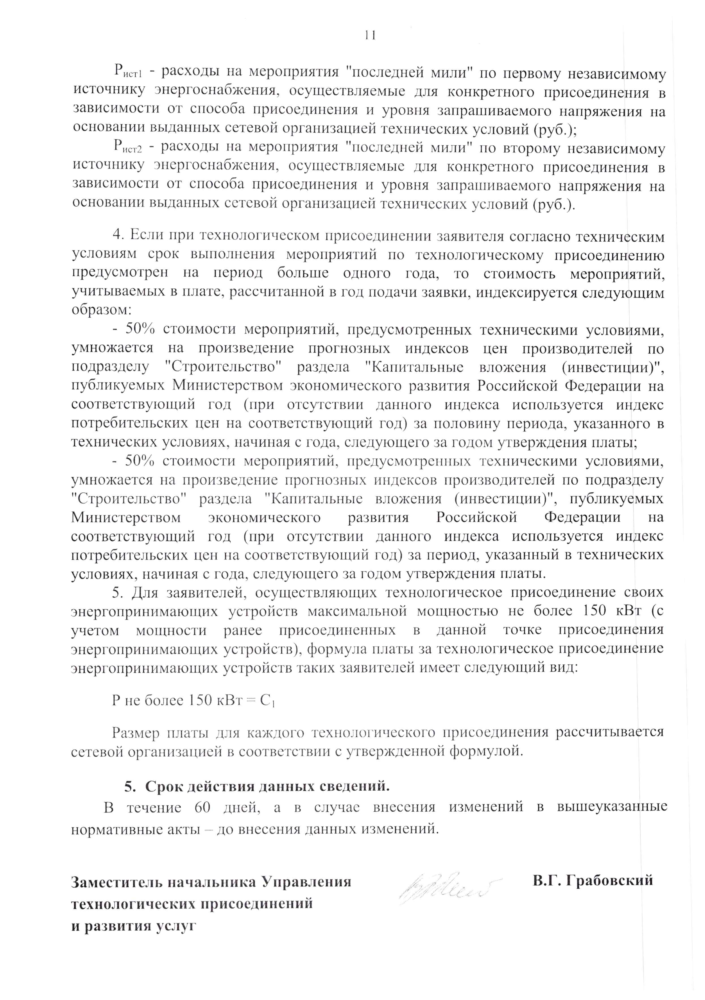 11
Рист1 - расходы на мероприятия "последней мили" по первому независимому
источнику энергоснабжения, осуществляемые для конкретного присоединения в
зависимости от способа присоединения и уровня запрашиваемого напряжения на
основании выданных сетевой организацией технических условий (руб.);
Рист2 - расходы на мероприятия "последней мили" по второму независимому
источнику энергоснабжения, осуществляемые для конкретного присоединения в
зависимости от способа присоединения и уровня запрашиваемого напряжения на
основании выданных сетевой организацией технических условий (руб.).
4. Если при технологическом присоединении заявителя согласно техническим
условиям срок выполнения мероприятий по технологическому присоединению
предусмотрен на период больше одного года, то стоимость мероприятий,
учитываемых в плате, рассчитанной в год подачи заявки, индексируется следующим
образом:
- 50% стоимости мероприятий, предусмотренных техническими условиями,
умножается на произведение прогнозных индексов цен производителей по
подразделу "Строительство" раздела "Капитальные вложения (инвестиции)",
публикуемых Министерством экономического развития Российской Федерации на
соответствующий год (при отсутствии данного индекса используется индекс
потребительских цен на соответствующий год) за половину периода, указанного в
технических условиях, начиная с года, следующего за годом утверждения платы;
- 50% стоимости мероприятий, предусмотренных техническими условиями,
умножается на произведение прогнозных индексов производителей по подразделу
"Строительство" раздела "Капитальные вложения (инвестиции)", публикуемых
Министерством экономического развития Российской Федерации на
соответствующий год (при отсутствии данного индекса используется индекс
потребительских цен на соответствующий год) за период, указанный в технических
условиях, начиная с года, следующего за годом утверждения платы.
5. Для заявителей, осуществляющих технологическое присоединение своих
энергопринимающих устройств максимальной мощностью не более 150 кВт (с
учетом мощности ранее присоединенных в данной точке присоединения
энергопринимающих устройств), формула платы за технологическое присоединение
энергопринимающих устройств таких заявителей имеет следующий вид:
Р не более 150 кВт = С1
Размер платы для каждого технологического присоединения рассчитывается
сетевой организацией в соответствии с утвержденной формулой.
5. Срок действия данных сведений.
В течение 60 дней, а в случае внесения изменений в вышеуказанные
нормативные акты – до внесения данных изменений.
Заместитель начальника Управления В.Г. Грабовский
технологических присоединений
и развития услуг